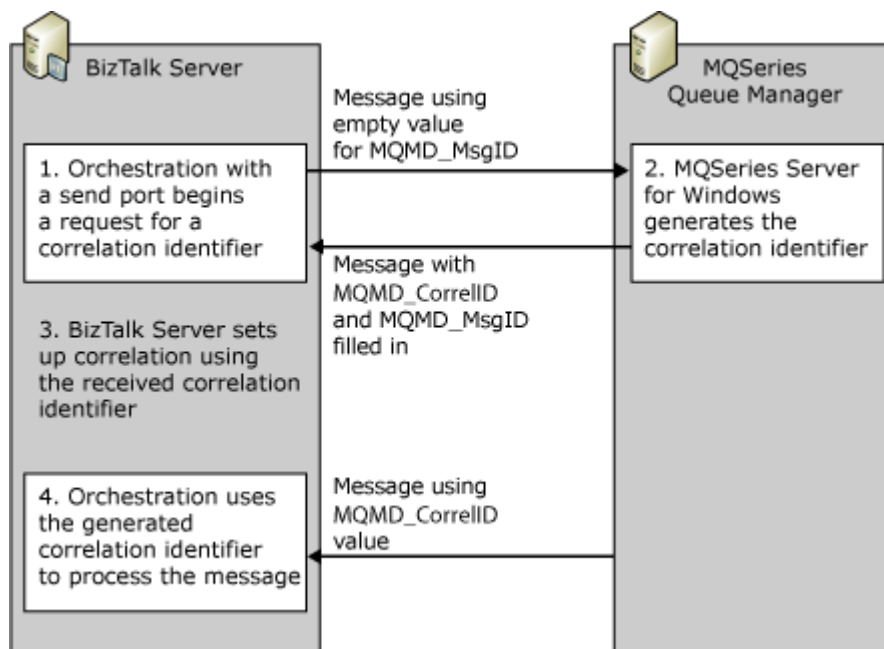 BizTalk Server
MQSeries
Queue Manager
Message using
empty value
for MQMD_MsgID
1. Orchestration with
a send port begins
a request for a
correlation identifier
2. MQSeries Server
for Windows
generates the
correlation identifier
Message with
MQMD_CorrelID
and MQMD_MsgID
filled in
3. BizTalk Server sets
up correlation using
the received correlation
identifier
4. Orchestration uses
the generated
correlation identifier
to process the message
Message using
MQMD_CorrelID
value